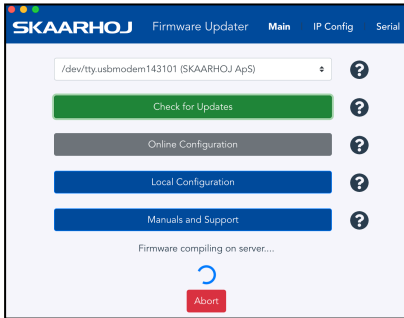 SKAARHOJ Firmware Updater Main IP Config Serial
/dev/tty.usbmodem143101 (SKAARHOJ ApS)
?
Check for Updates
?
Online Configuration
?
Local Configuration
?
Manuals and Support
?
Firmware compiling on server....
Abort